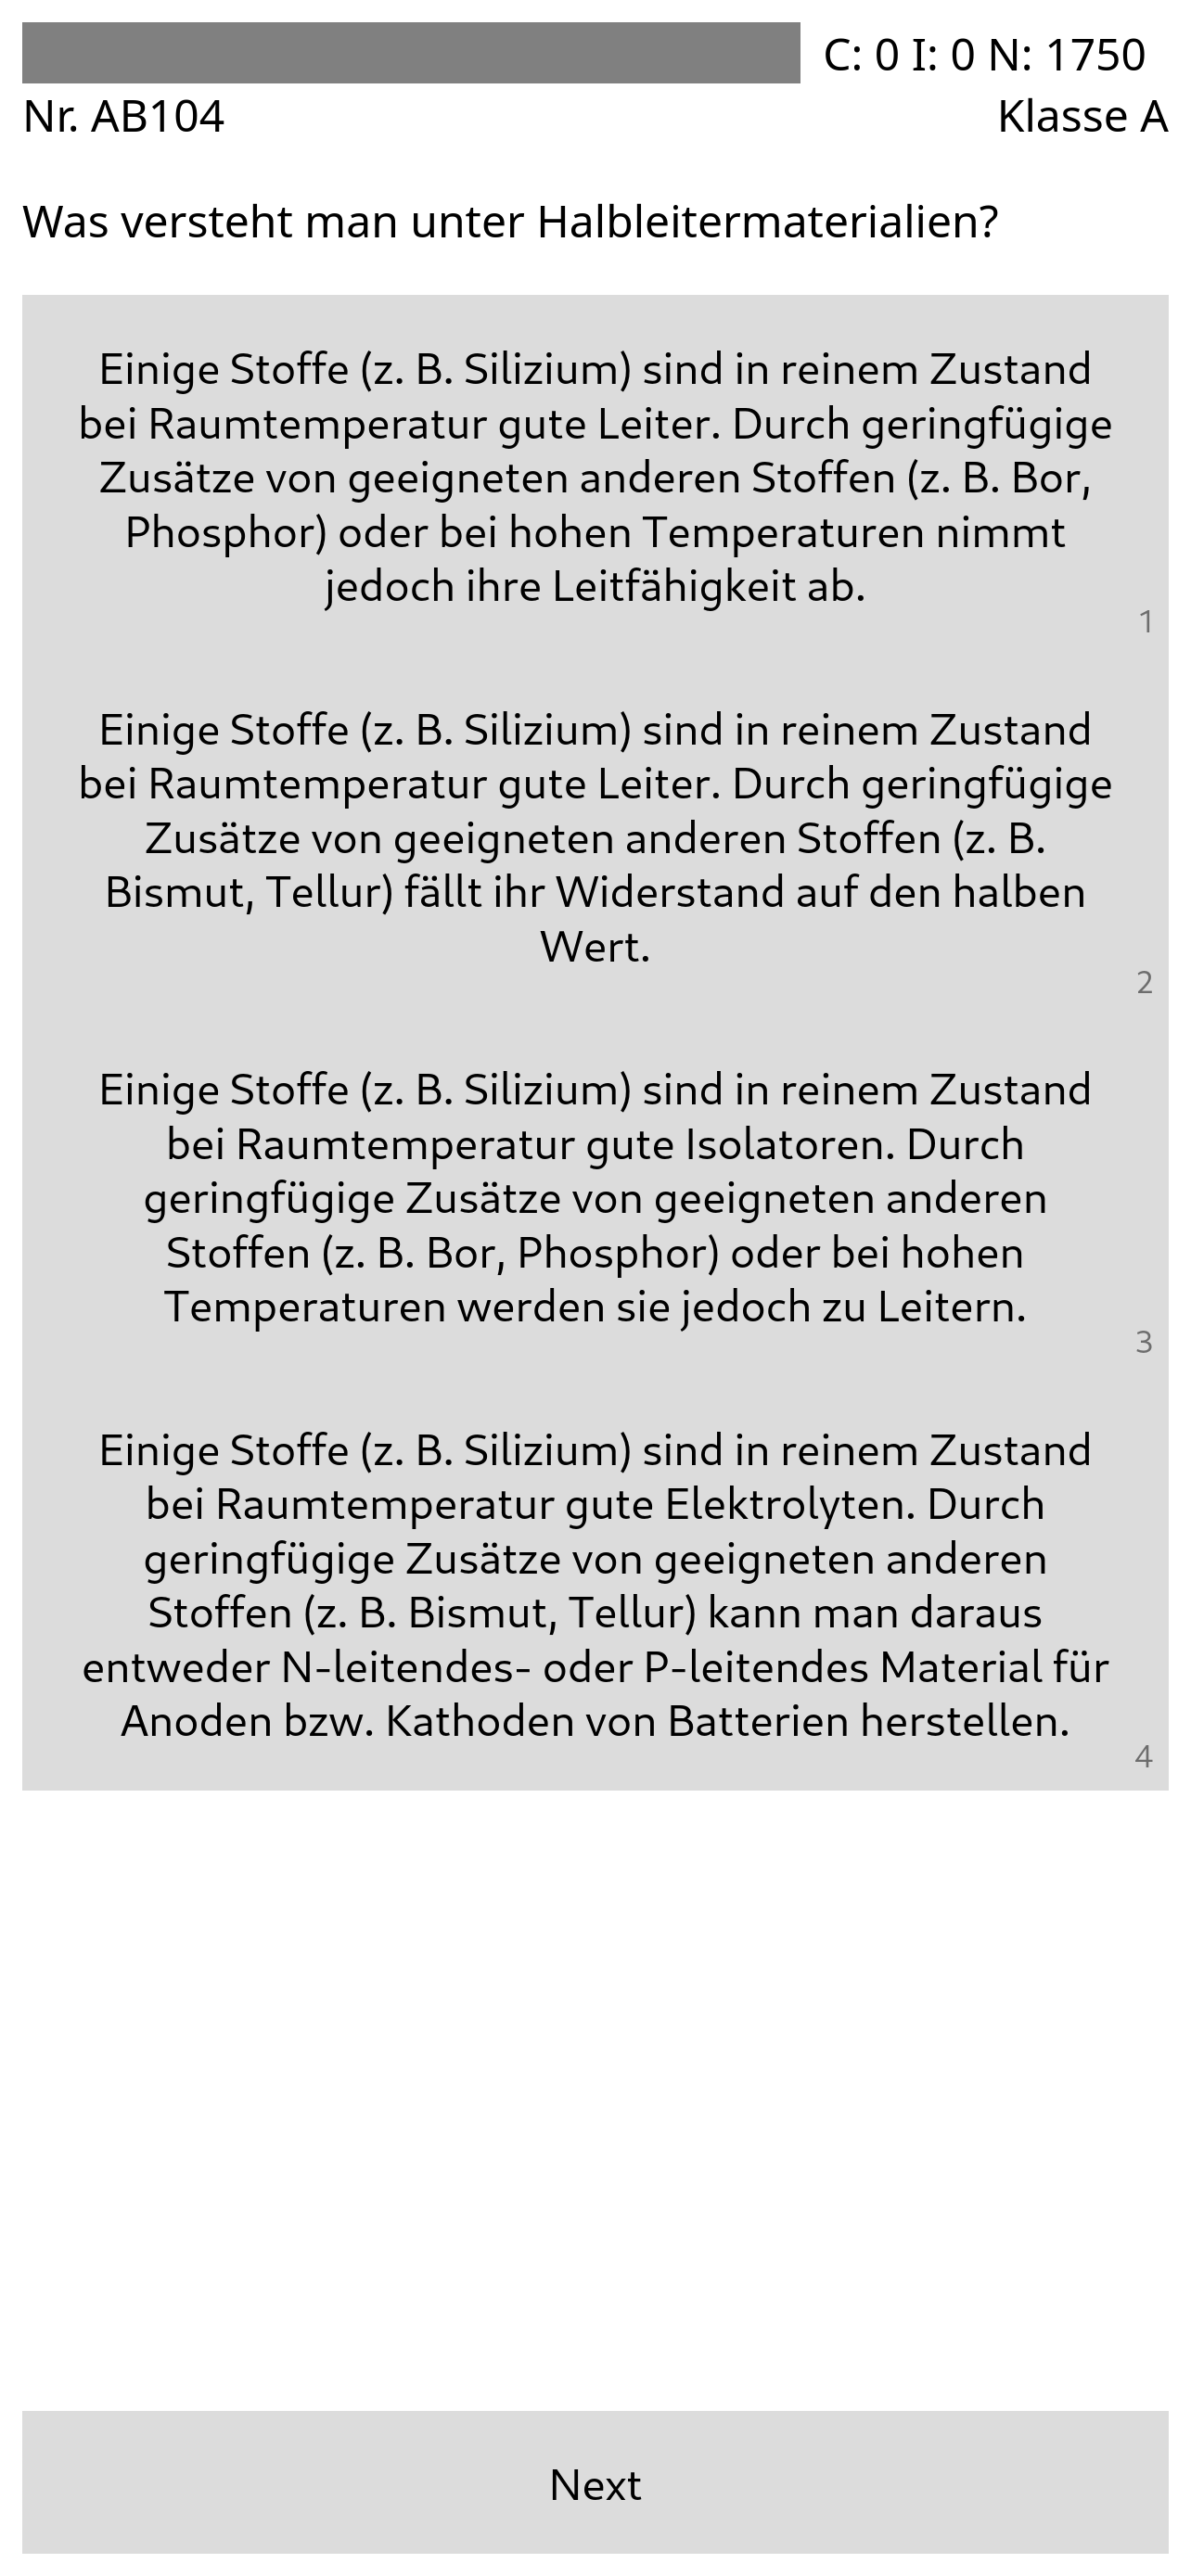 C: 0 I: 0 N: 1750
Nr. AB104
Klasse A
Was versteht man unter Halbleitermaterialien?
Einige Stoffe (z. B. Silizium) sind in reinem Zustand
bei Raumtemperatur gute Leiter. Durch geringfügige
Zusätze von geeigneten anderen Stoffen (z. B. Bor,
Phosphor) oder bei hohen Temperaturen nimmt
jedoch ihre Leitfähigkeit ab.
1
Einige Stoffe (z. B. Silizium) sind in reinem Zustand
bei Raumtemperatur gute Leiter. Durch geringfügige
Zusätze von geeigneten anderen Stoffen (z. B.
Bismut, Tellur) fällt ihr Widerstand auf den halben
Wert.
2
Einige Stoffe (z. B. Silizium) sind in reinem Zustand
bei Raumtemperatur gute Isolatoren. Durch
geringfügige Zusätze von geeigneten anderen
Stoffen (z. B. Bor, Phosphor) oder bei hohen
Temperaturen werden sie jedoch zu Leitern.
3
Einige Stoffe (z. B. Silizium) sind in reinem Zustand
bei Raumtemperatur gute Elektrolyten. Durch
geringfügige Zusätze von geeigneten anderen
Stoffen (z. B. Bismut, Tellur) kann man daraus
entweder N-leitendes- oder P-leitendes Material für
Anoden bzw. Kathoden von Batterien herstellen.
4
Next